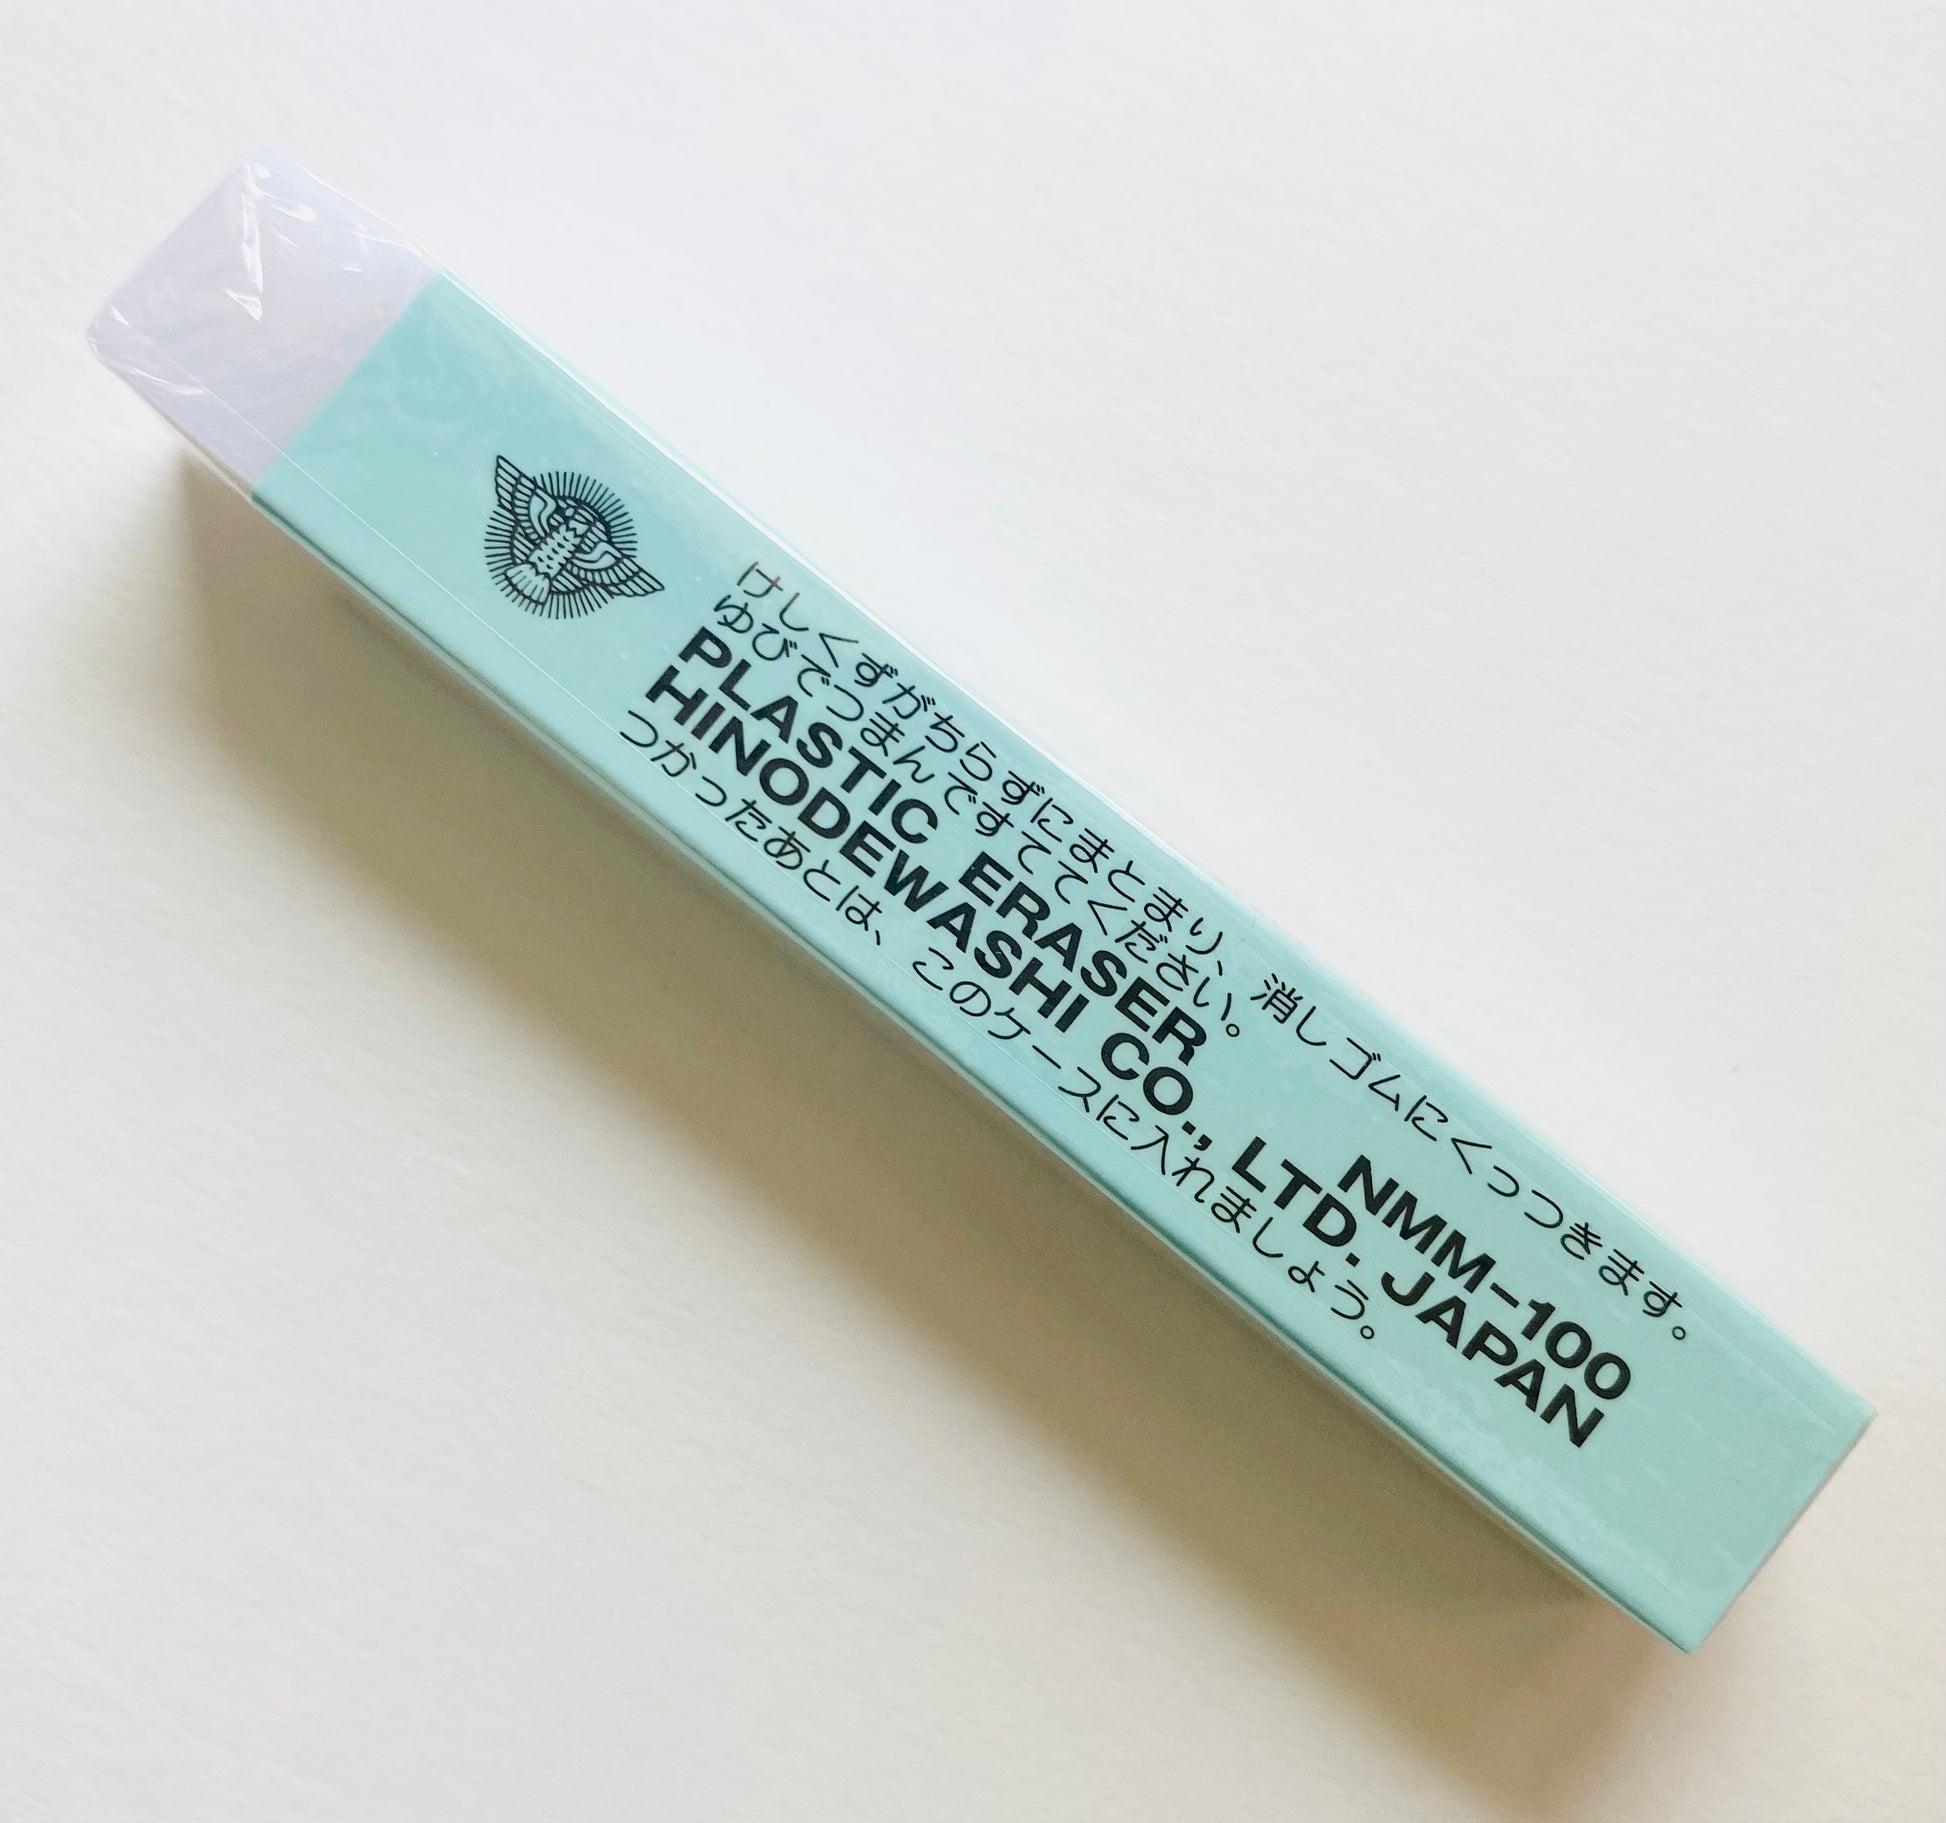 けしくずがちらずにまとまり、消しゴムにくっつきます。
ゆびでつまんですててください。
PLASTIC ERASER NMM-100
HINODEWASHI CO., LTD. JAPAN
つかったあとは、このケースに入れましょう。